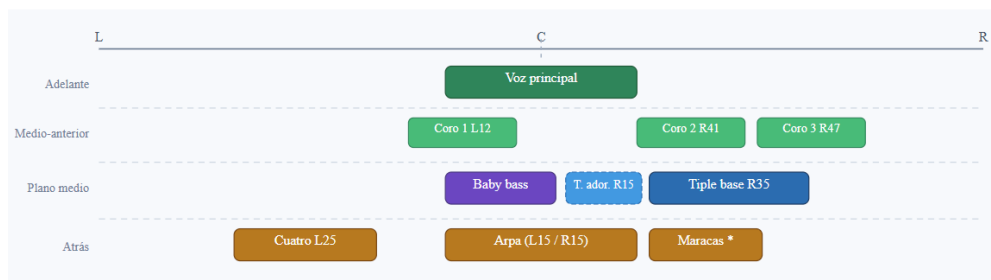 L C R
Adelante Voz principal
Medio-anterior Coro 1 L12 Coro 2 R41 Coro 3 R47
Plano medio Baby bass T. ador. R15 Tiple base R35
Atrás Cuatro L25 Arpa (L15 / R15) Maracas *